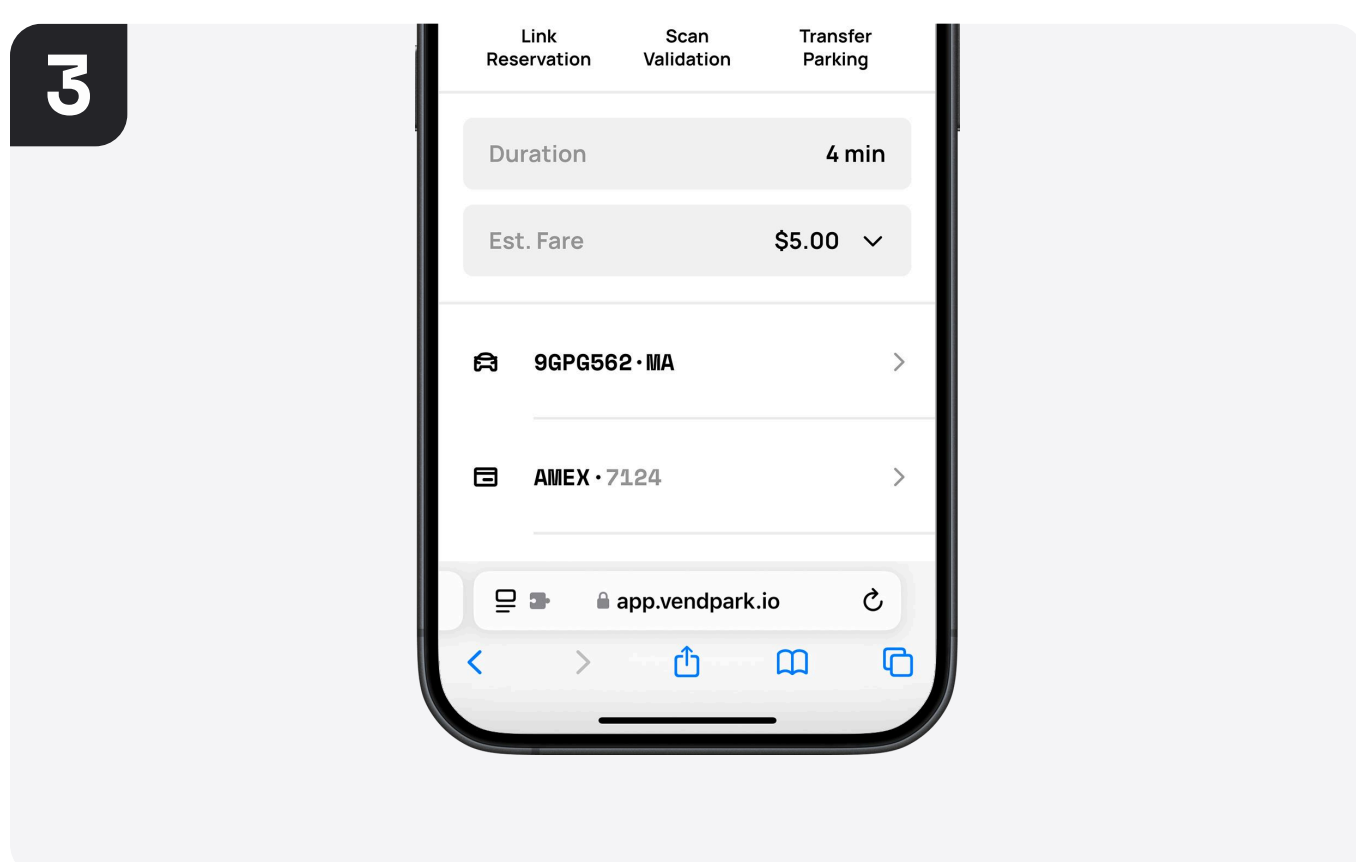 3
Link
Reservation
Scan
Validation
Transfer
Parking
Duration 4 min
Est. Fare $5.00
9GPG562·MA
AMEX·7124
app.vendpark.io